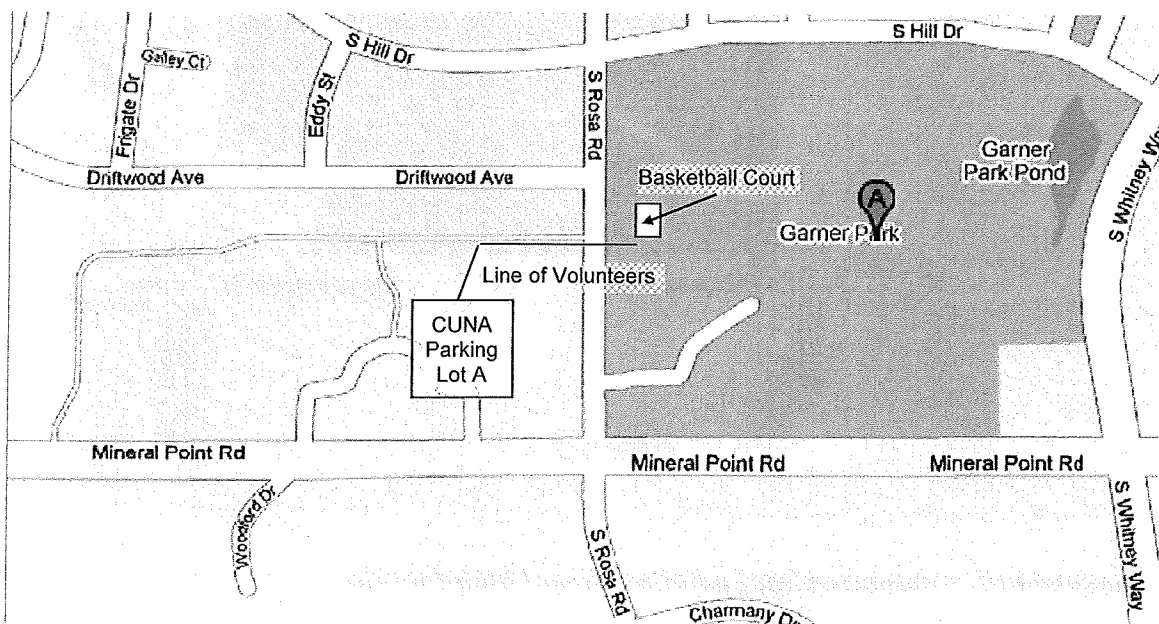 S Hill Dr
Galley Ct
S Hill Dr
Frigate Dr
Eddy St
S Rosa Rd
Garner
Park Pond
S Whitney Wa
Driftwood Ave
Driftwood Ave
Basketball Court
A
Garner Park
Line of Volunteers
CUNA
Parking
Lot A
Mineral Point Rd
Mineral Point Rd
Mineral Point Rd
Woodford Dr
S Rosa Rd
S Whitney Way
Charmany Dr